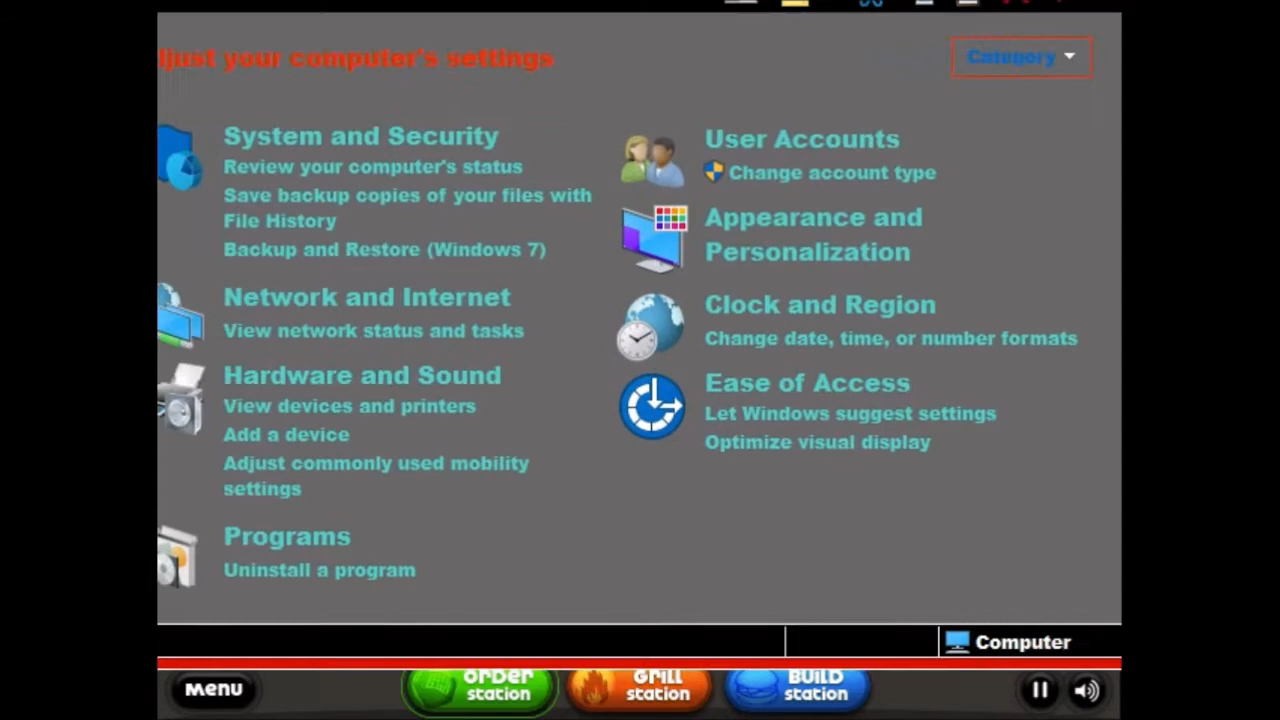 djust your computer's settings
Category
System and Security
Review your computer's status
Save backup copies of your files with
File History
Backup and Restore (Windows 7)
Network and Internet
View network status and tasks
Hardware and Sound
View devices and printers
Add a device
Adjust commonly used mobility
settings
Programs
Uninstall a program
User Accounts
Change account type
Appearance and
Personalization
Clock and Region
Change date, time, or number formats
Ease of Access
Let Windows suggest settings
Optimize visual display
Computer
Menu
Order
station
Grill
station
Build
station